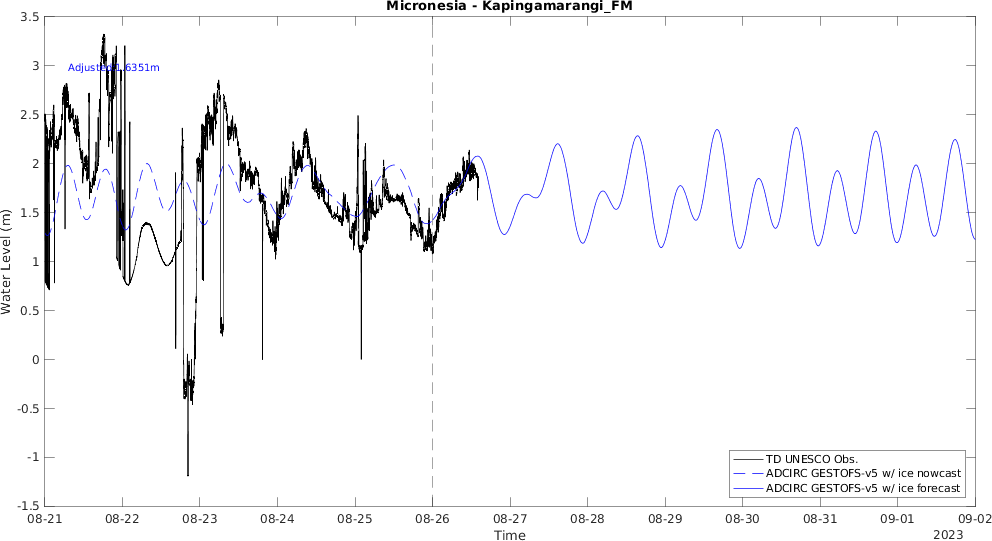 Micronesia - Kapingamarangi_FM
3.5
3
2.5
2
1.5
1
0.5
0
-0.5
-1
-1.5
Water Level (m)
Adjusted 1.6351m
TD UNESCO Obs.
ADCIRC GESTOFS-v5 w/ ice nowcast
ADCIRC GESTOFS-v5 w/ ice forecast
08-21 08-22 08-23 08-24 08-25 08-26 08-27 08-28 08-29 08-30 08-31 09-01 09-02
Time
2023